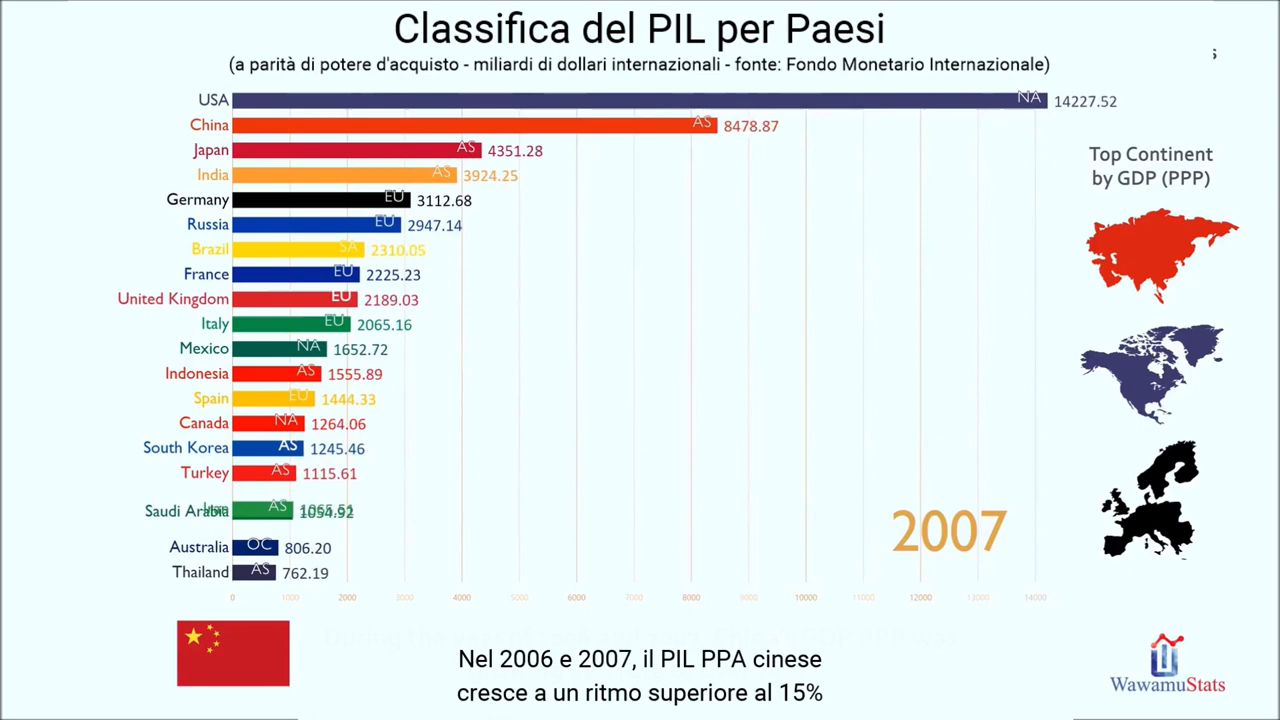 Classifica del PIL per Paesi
(a parità di potere d'acquisto - miliardi di dollari internazionali - fonte: Fondo Monetario Internazionale)
USA NA 14227.52
China AS 8478.87
Japan AS 4351.28
India AS 3924.25
Germany EU 3112.68
Russia EU 2947.14
Brazil SA 2310.05
France EU 2225.23
United Kingdom EU 2189.03
Italy EU 2065.16
Mexico NA 1652.72
Indonesia AS 1555.89
Spain EU 1444.33
Canada NA 1264.06
South Korea AS 1245.46
Turkey AS 1115.61
Saudi Arabia AS
Australia OC 806.20
Thailand AS 762.19
0 1000 2000 3000 4000 5000 6000 7000 8000 9000 10000 11000 12000 13000 14000
Top Continent
by GDP (PPP)
2007
Nel 2006 e 2007, il PIL PPA cinese
cresce a un ritmo superiore al 15%
WawamuStats